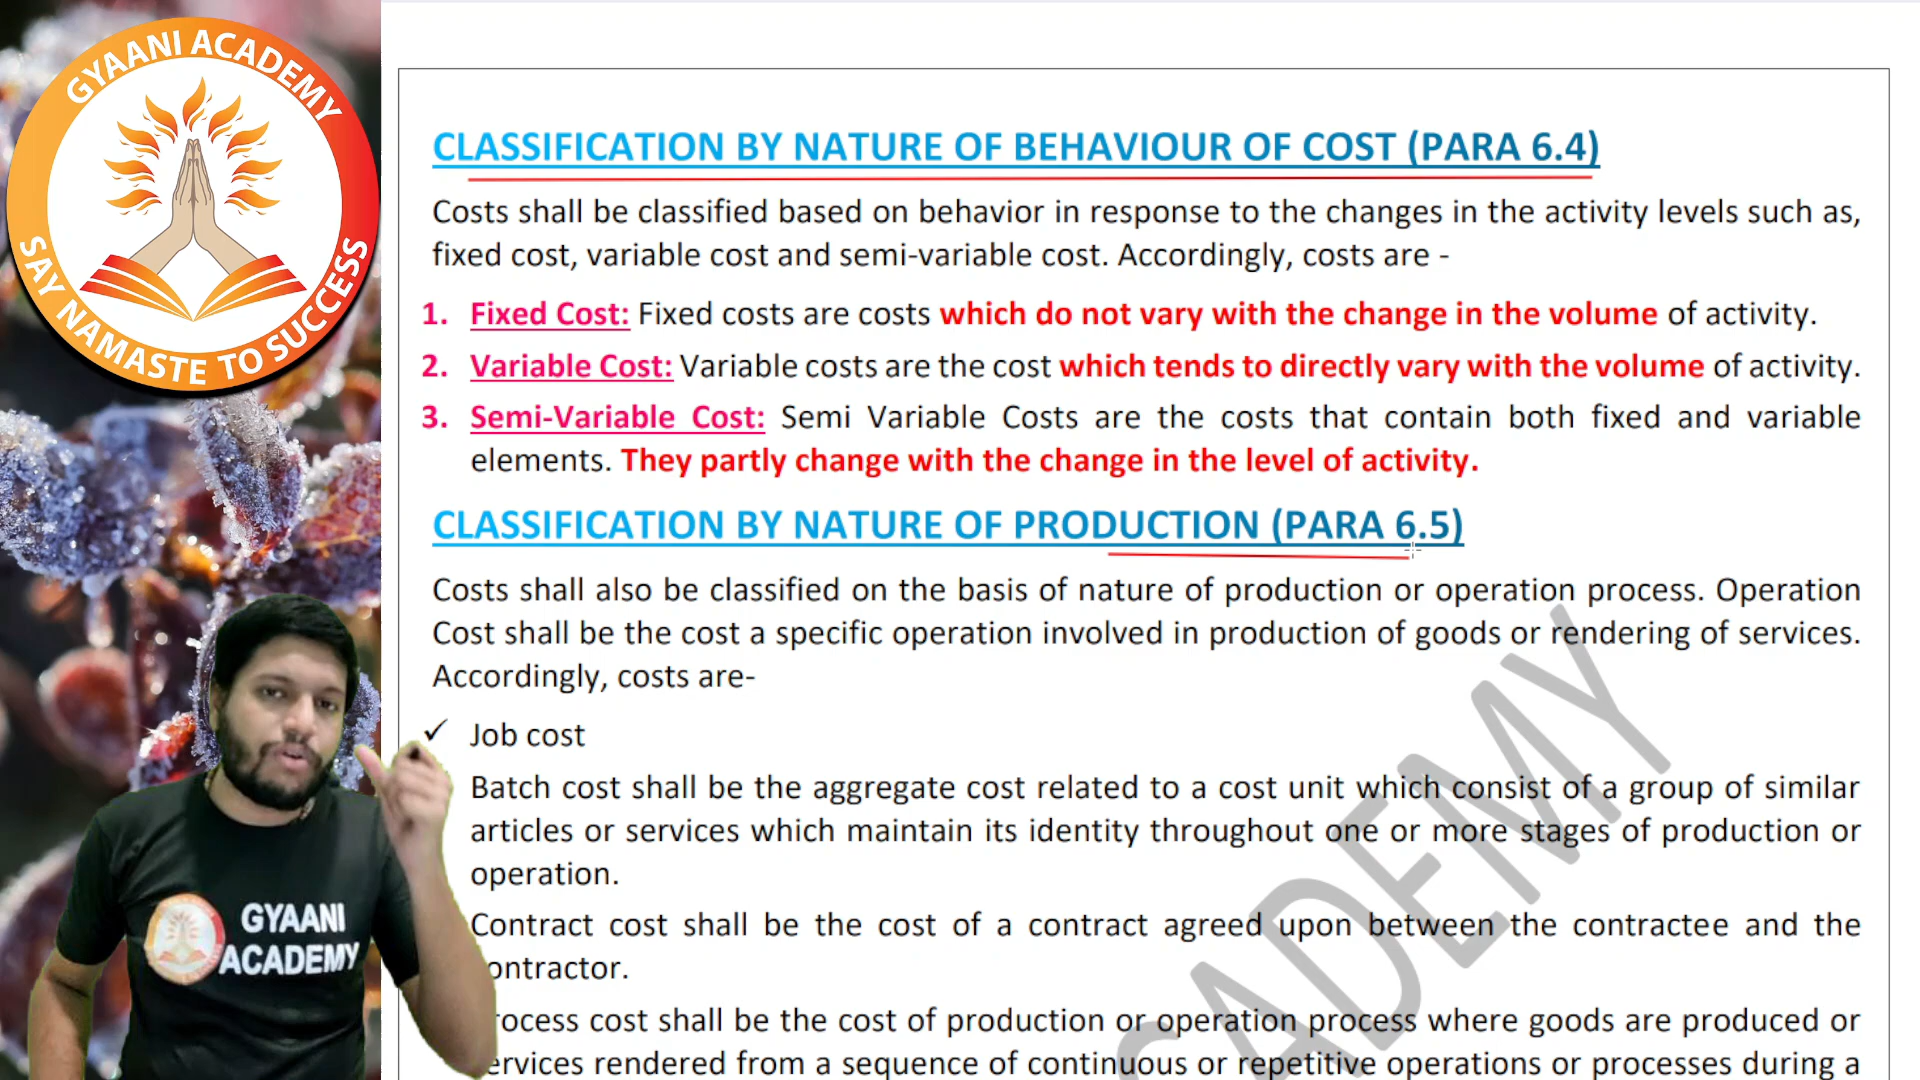 GYAANI ACADEMY
SAY NAMASTE TO SUCCESS
CLASSIFICATION BY NATURE OF BEHAVIOUR OF COST (PARA 6.4)
Costs shall be classified based on behavior in response to the changes in the activity levels such as,
fixed cost, variable cost and semi-variable cost. Accordingly, costs are -
1. Fixed Cost: Fixed costs are costs which do not vary with the change in the volume of activity.
2. Variable Cost: Variable costs are the cost which tends to directly vary with the volume of activity.
3. Semi-Variable Cost: Semi Variable Costs are the costs that contain both fixed and variable
elements. They partly change with the change in the level of activity.
CLASSIFICATION BY NATURE OF PRODUCTION (PARA 6.5)
Costs shall also be classified on the basis of nature of production or operation process. Operation
Cost shall be the cost a specific operation involved in production of goods or rendering of services.
Accordingly, costs are-
✓ Job cost
Batch cost shall be the aggregate cost related to a cost unit which consist of a group of similar
articles or services which maintain its identity throughout one or more stages of production or
operation.
Contract cost shall be the cost of a contract agreed upon between the contractee and the
ontractor.
rocess cost shall be the cost of production or operation process where goods are produced or
ervices rendered from a sequence of continuous or repetitive operations or processes during a
CADEMY
GYAANI
ACADEMY